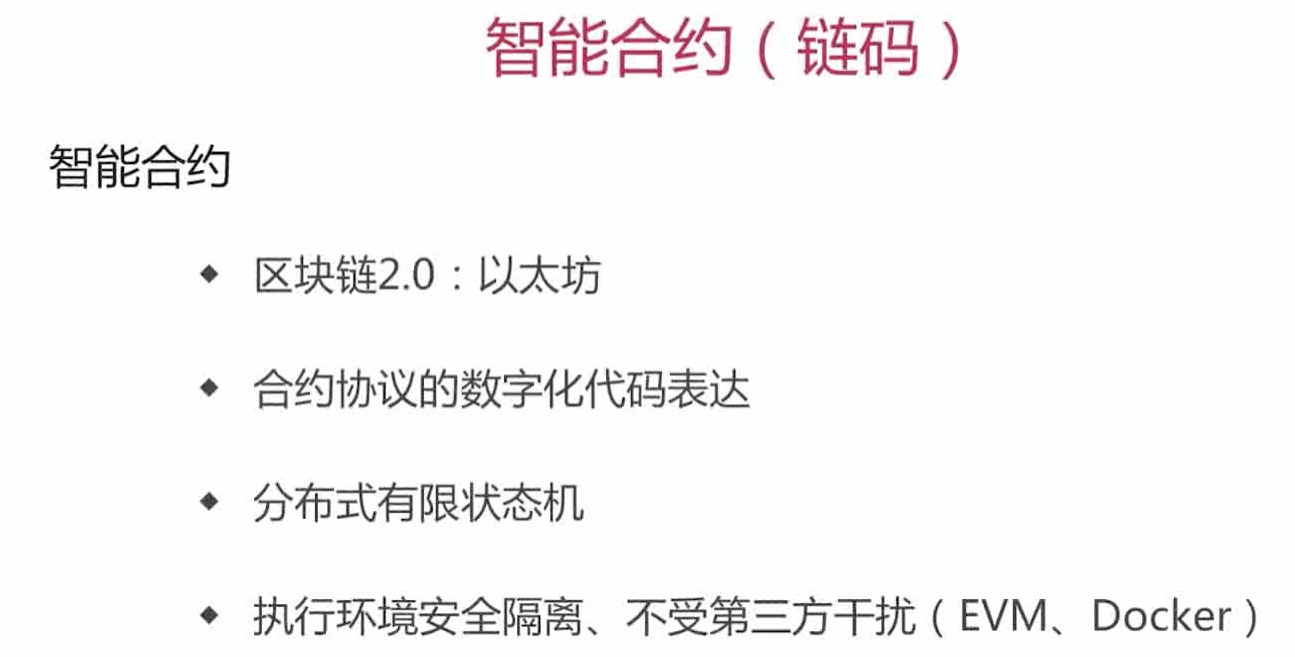 智能合约（链码）
智能合约
◆ 区块链2.0：以太坊
◆ 合约协议的数字化代码表达
◆ 分布式有限状态机
◆ 执行环境安全隔离、不受第三方干扰（EVM、Docker）